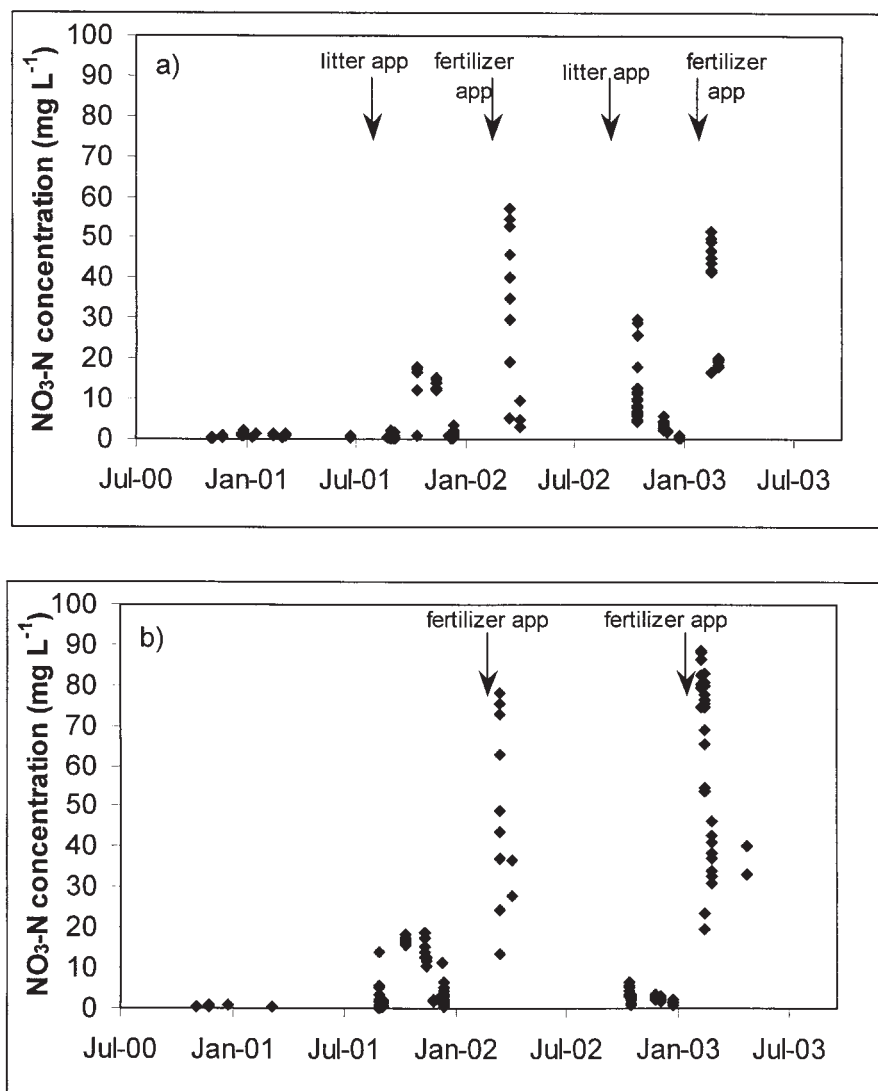 a)
litter app
fertilizer
app
litter app
fertilizer
app
NO₃-N concentration (mg L⁻¹)
100
90
80
70
60
50
40
30
20
10
0
Jul-00 Jan-01 Jul-01 Jan-02 Jul-02 Jan-03 Jul-03
b)
fertilizer app
fertilizer app
NO₃-N concentration (mg L⁻¹)
100
90
80
70
60
50
40
30
20
10
0
Jul-00 Jan-01 Jul-01 Jan-02 Jul-02 Jan-03 Jul-03